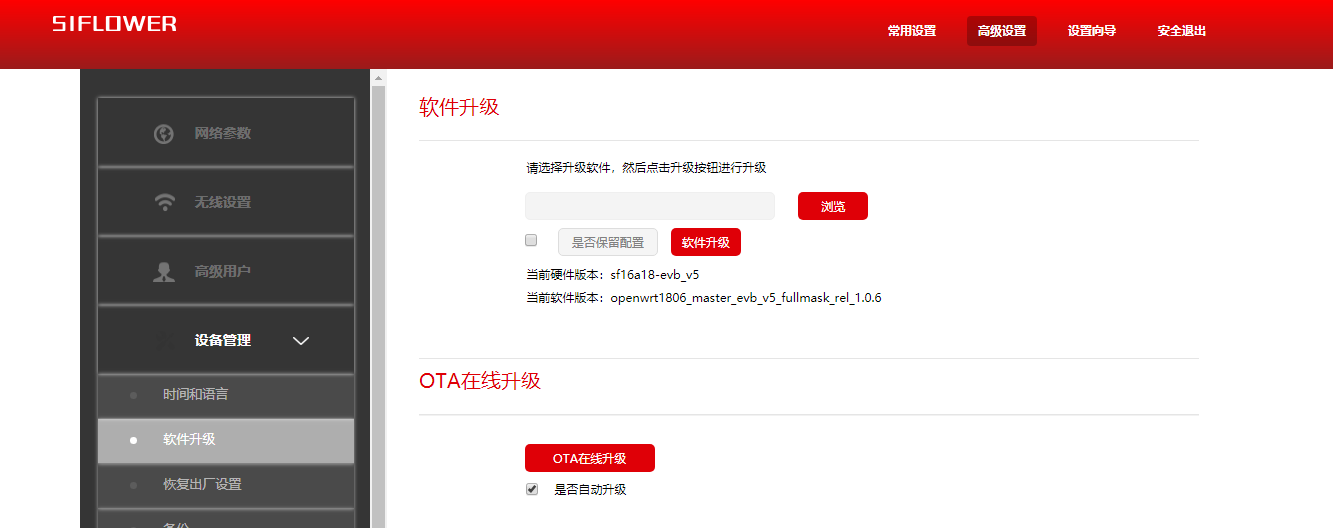 SIFLOWER
常用设置
高级设置
设置向导
安全退出
网络参数
无线设置
高级用户
设备管理
时间和语言
软件升级
恢复出厂设置
备份
软件升级
请选择升级软件，然后点击升级按钮进行升级
浏览
是否保留配置
软件升级
当前硬件版本：sf16a18-evb_v5
当前软件版本：openwrt1806_master_evb_v5_fullmask_rel_1.0.6
OTA在线升级
OTA在线升级
是否自动升级